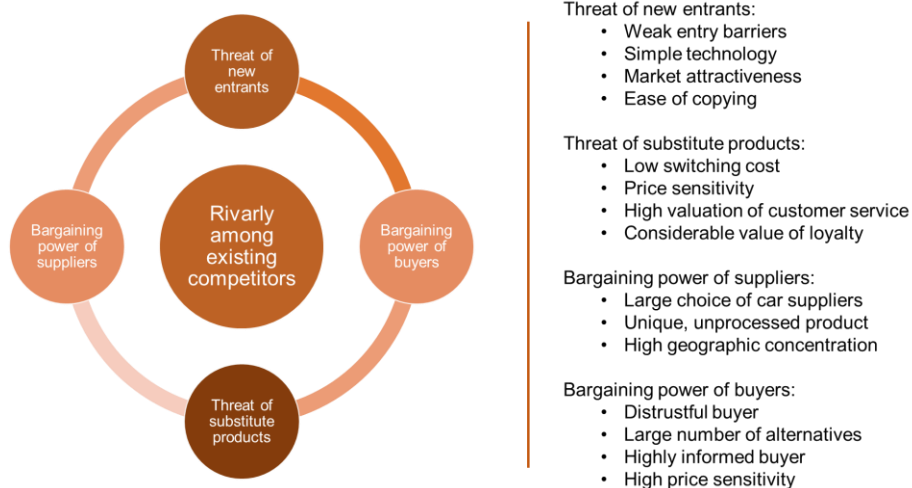 Threat of
new
entrants
Bargaining
power of
suppliers
Rivarly
among
existing
competitors
Bargaining
power of
buyers
Threat of
substitute
products
Threat of new entrants:
• Weak entry barriers
• Simple technology
• Market attractiveness
• Ease of copying
Threat of substitute products:
• Low switching cost
• Price sensitivity
• High valuation of customer service
• Considerable value of loyalty
Bargaining power of suppliers:
• Large choice of car suppliers
• Unique, unprocessed product
• High geographic concentration
Bargaining power of buyers:
• Distrustful buyer
• Large number of alternatives
• Highly informed buyer
• High price sensitivity